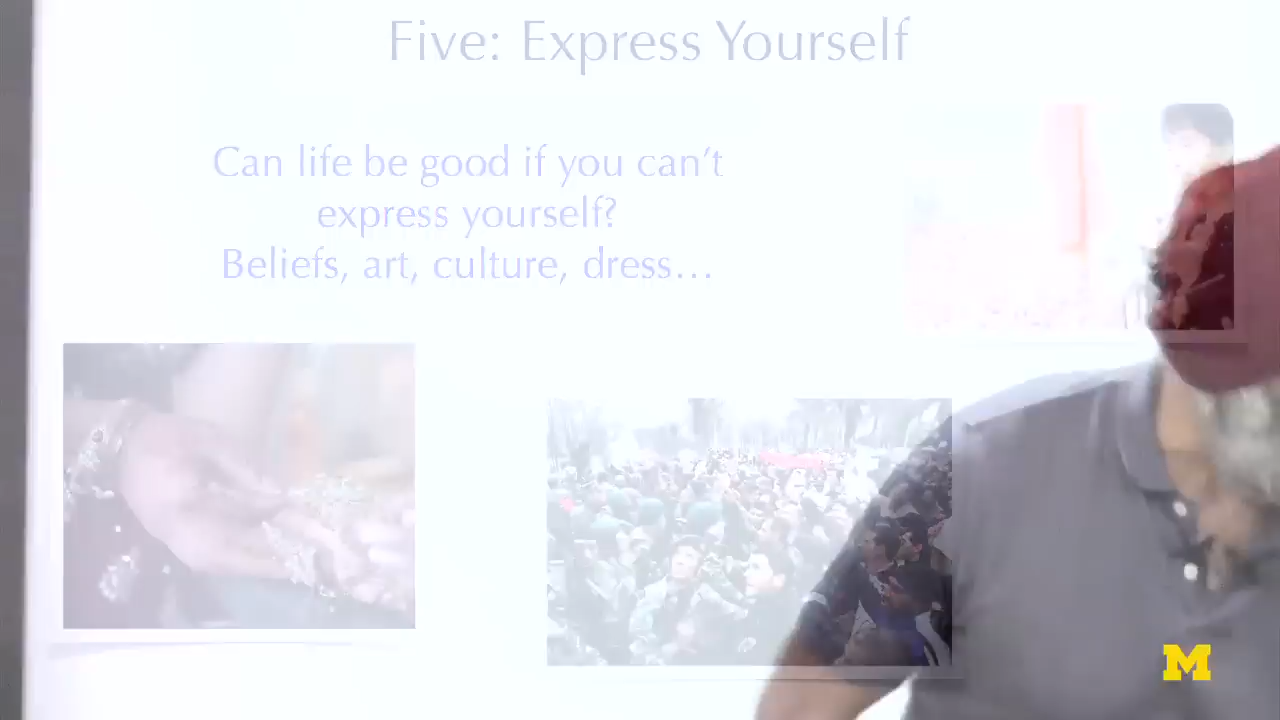 Five: Express Yourself
Can life be good if you can’t
express yourself?
Beliefs, art, culture, dress…
M